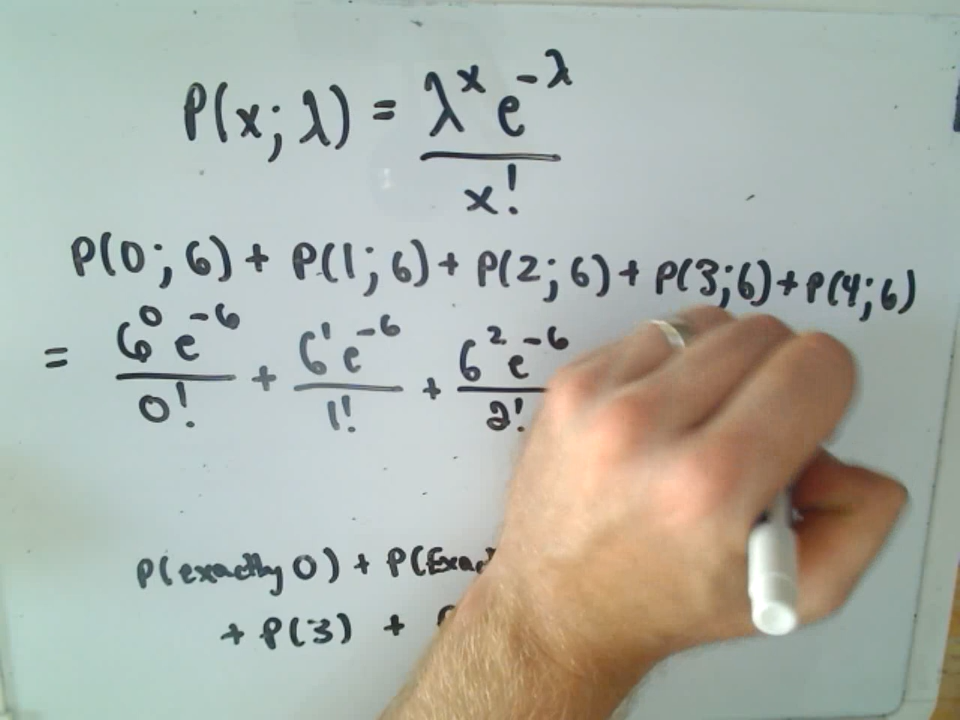 P(x; λ) = λ^x e^-λ / x!
P(0; 6) + P(1; 6) + P(2; 6) + P(3; 6) + P(4; 6)
= 6^0 e^-6 / 0! + 6^1 e^-6 / 1! + 6^2 e^-6 / 2!
P(exactly 0) + P(Exac
+ P(3) +